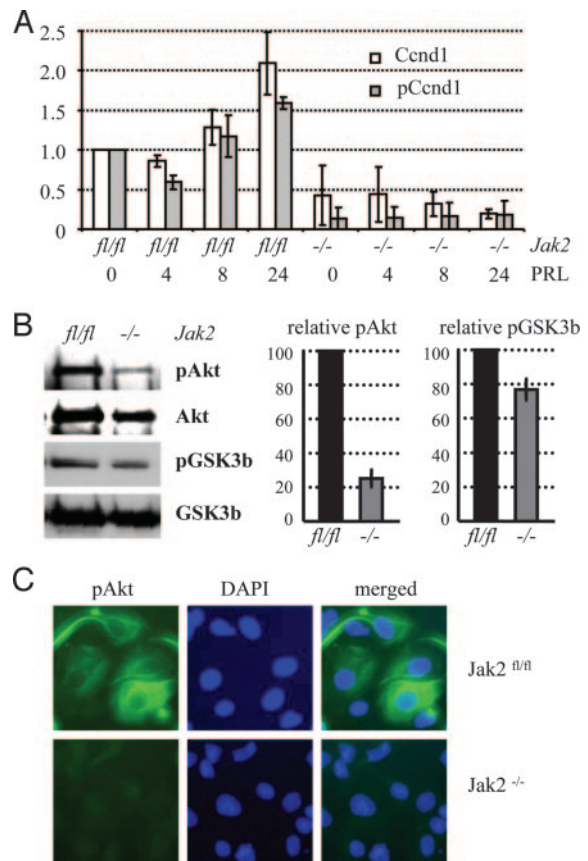 A
2.5
2.0
1.5
1.0
0.5
0
Ccnd1
pCcnd1
fl/fl fl/fl fl/fl fl/fl -/- -/- -/- -/- Jak2
0 4 8 24 0 4 8 24 PRL
B
fl/fl -/- Jak2
pAkt
Akt
pGSK3b
GSK3b
relative pAkt
100
80
60
40
20
0
fl/fl -/-
relative pGSK3b
100
80
60
40
20
0
fl/fl -/-
C
pAkt DAPI merged
Jak2 fl/fl
Jak2 -/-